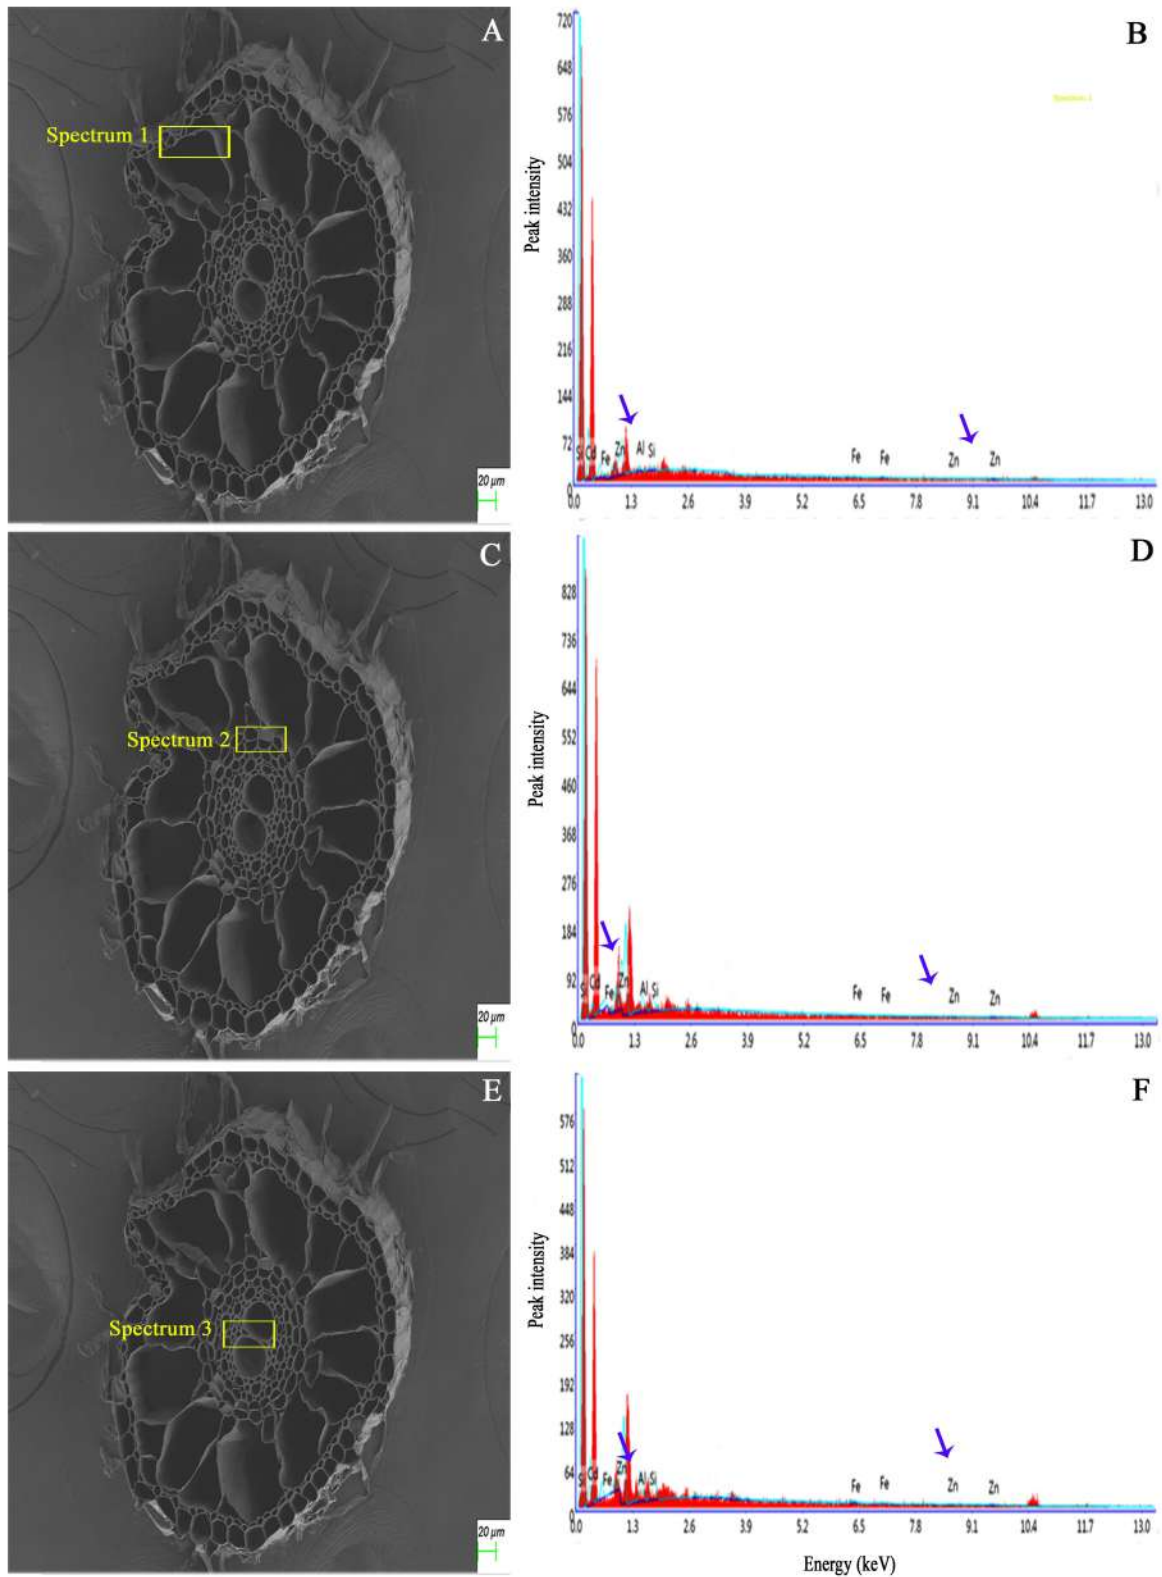 A
Spectrum 1
20 µm
B
Spectrum 1
Peak intensity
720
648
576
504
432
360
288
216
144
72
0
Si Cd Fe Zn Al Si Fe Fe Zn Zn
0.0 1.3 2.6 3.9 5.2 6.5 7.8 9.1 10.4 11.7 13.0
C
Spectrum 2
20 µm
D
Peak intensity
828
736
644
552
460
368
276
184
92
0
Si Cd Fe Zn Al Si Fe Fe Zn Zn
0.0 1.3 2.6 3.9 5.2 6.5 7.8 9.1 10.4 11.7 13.0
E
Spectrum 3
20 µm
F
Peak intensity
576
512
448
384
320
256
192
128
64
0
Si Cd Fe Zn Al Si Fe Fe Zn Zn
0.0 1.3 2.6 3.9 5.2 6.5 7.8 9.1 10.4 11.7 13.0
Energy (keV)